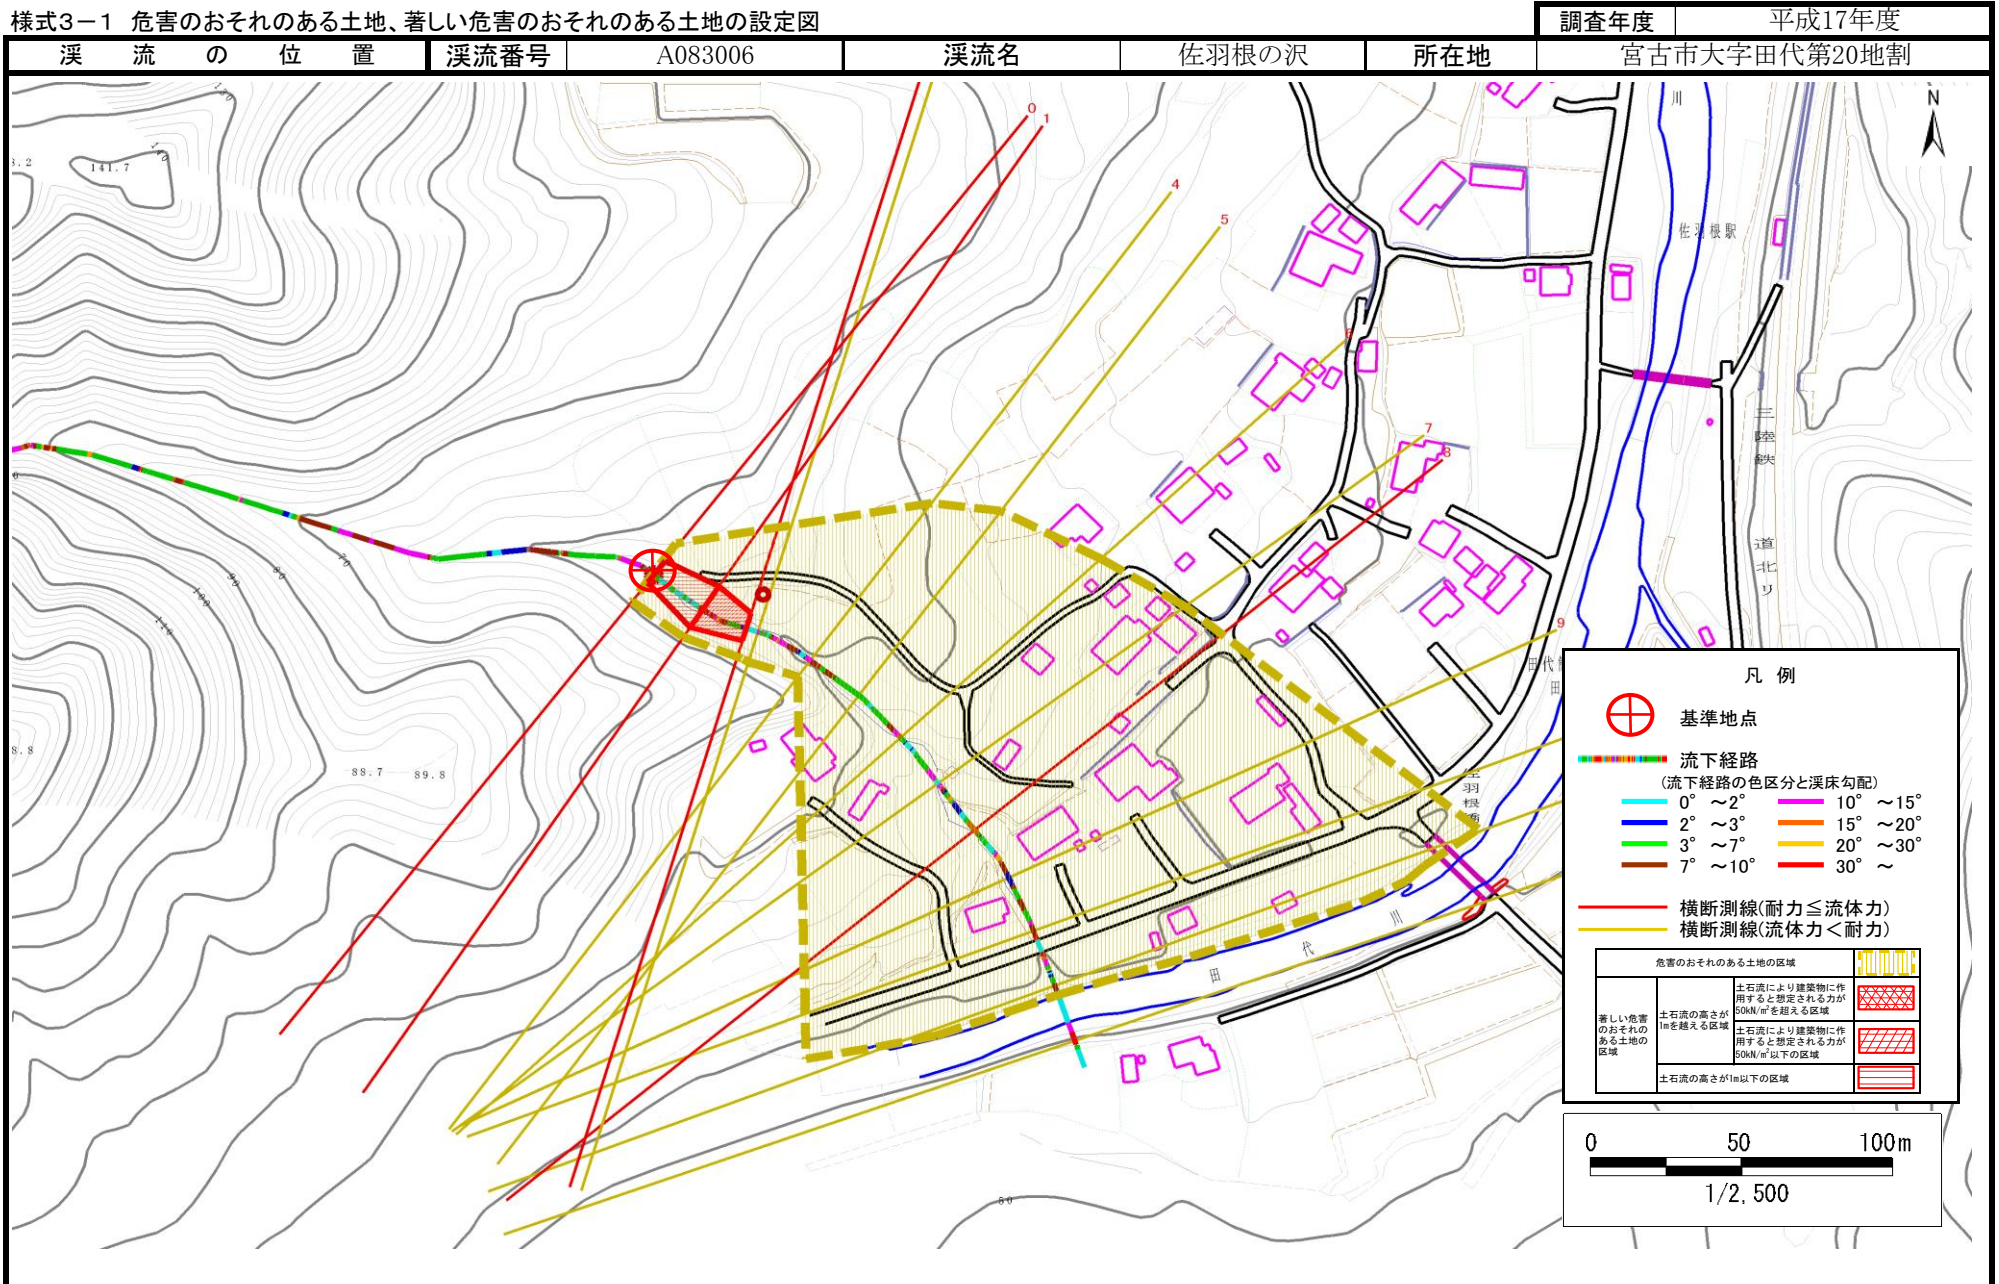 様式3－1　危害のおそれのある土地、著しい危害のおそれのある土地の設定図
調査年度　平成17年度
渓流の位置　渓流番号　A083006　渓流名　佐羽根の沢　所在地　宮古市大字田代第20地割
130
140
141.7
川
N
0
1
4
5
6
7
8
9
佐羽根駅
三陸鉄
道北リ
70
80
90
100
110
88.7
89.8
8.8
佐羽根橋
田代川
50
凡例
基準地点
流下経路
(流下経路の色区分と渓床勾配)
0°～2°　10°～15°
2°～3°　15°～20°
3°～7°　20°～30°
7°～10°　30°～
横断測線(耐力≦流体力)
横断測線(流体力＜耐力)
危害のおそれのある土地の区域
著しい危害のおそれのある土地の区域
土石流の高さが1mを越える区域
土石流により建築物に作用すると想定される力が50kN/㎡を超える区域
土石流により建築物に作用すると想定される力が50kN/㎡以下の区域
土石流の高さが1m以下の区域
0　50　100m
1/2,500